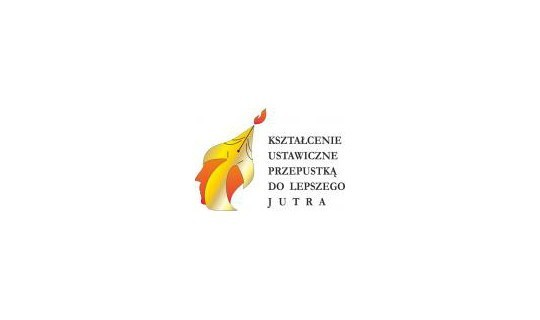 KSZTAŁCENIE
USTAWICZNE
PRZEPUSTKĄ
DO LEPSZEGO
JUTRA